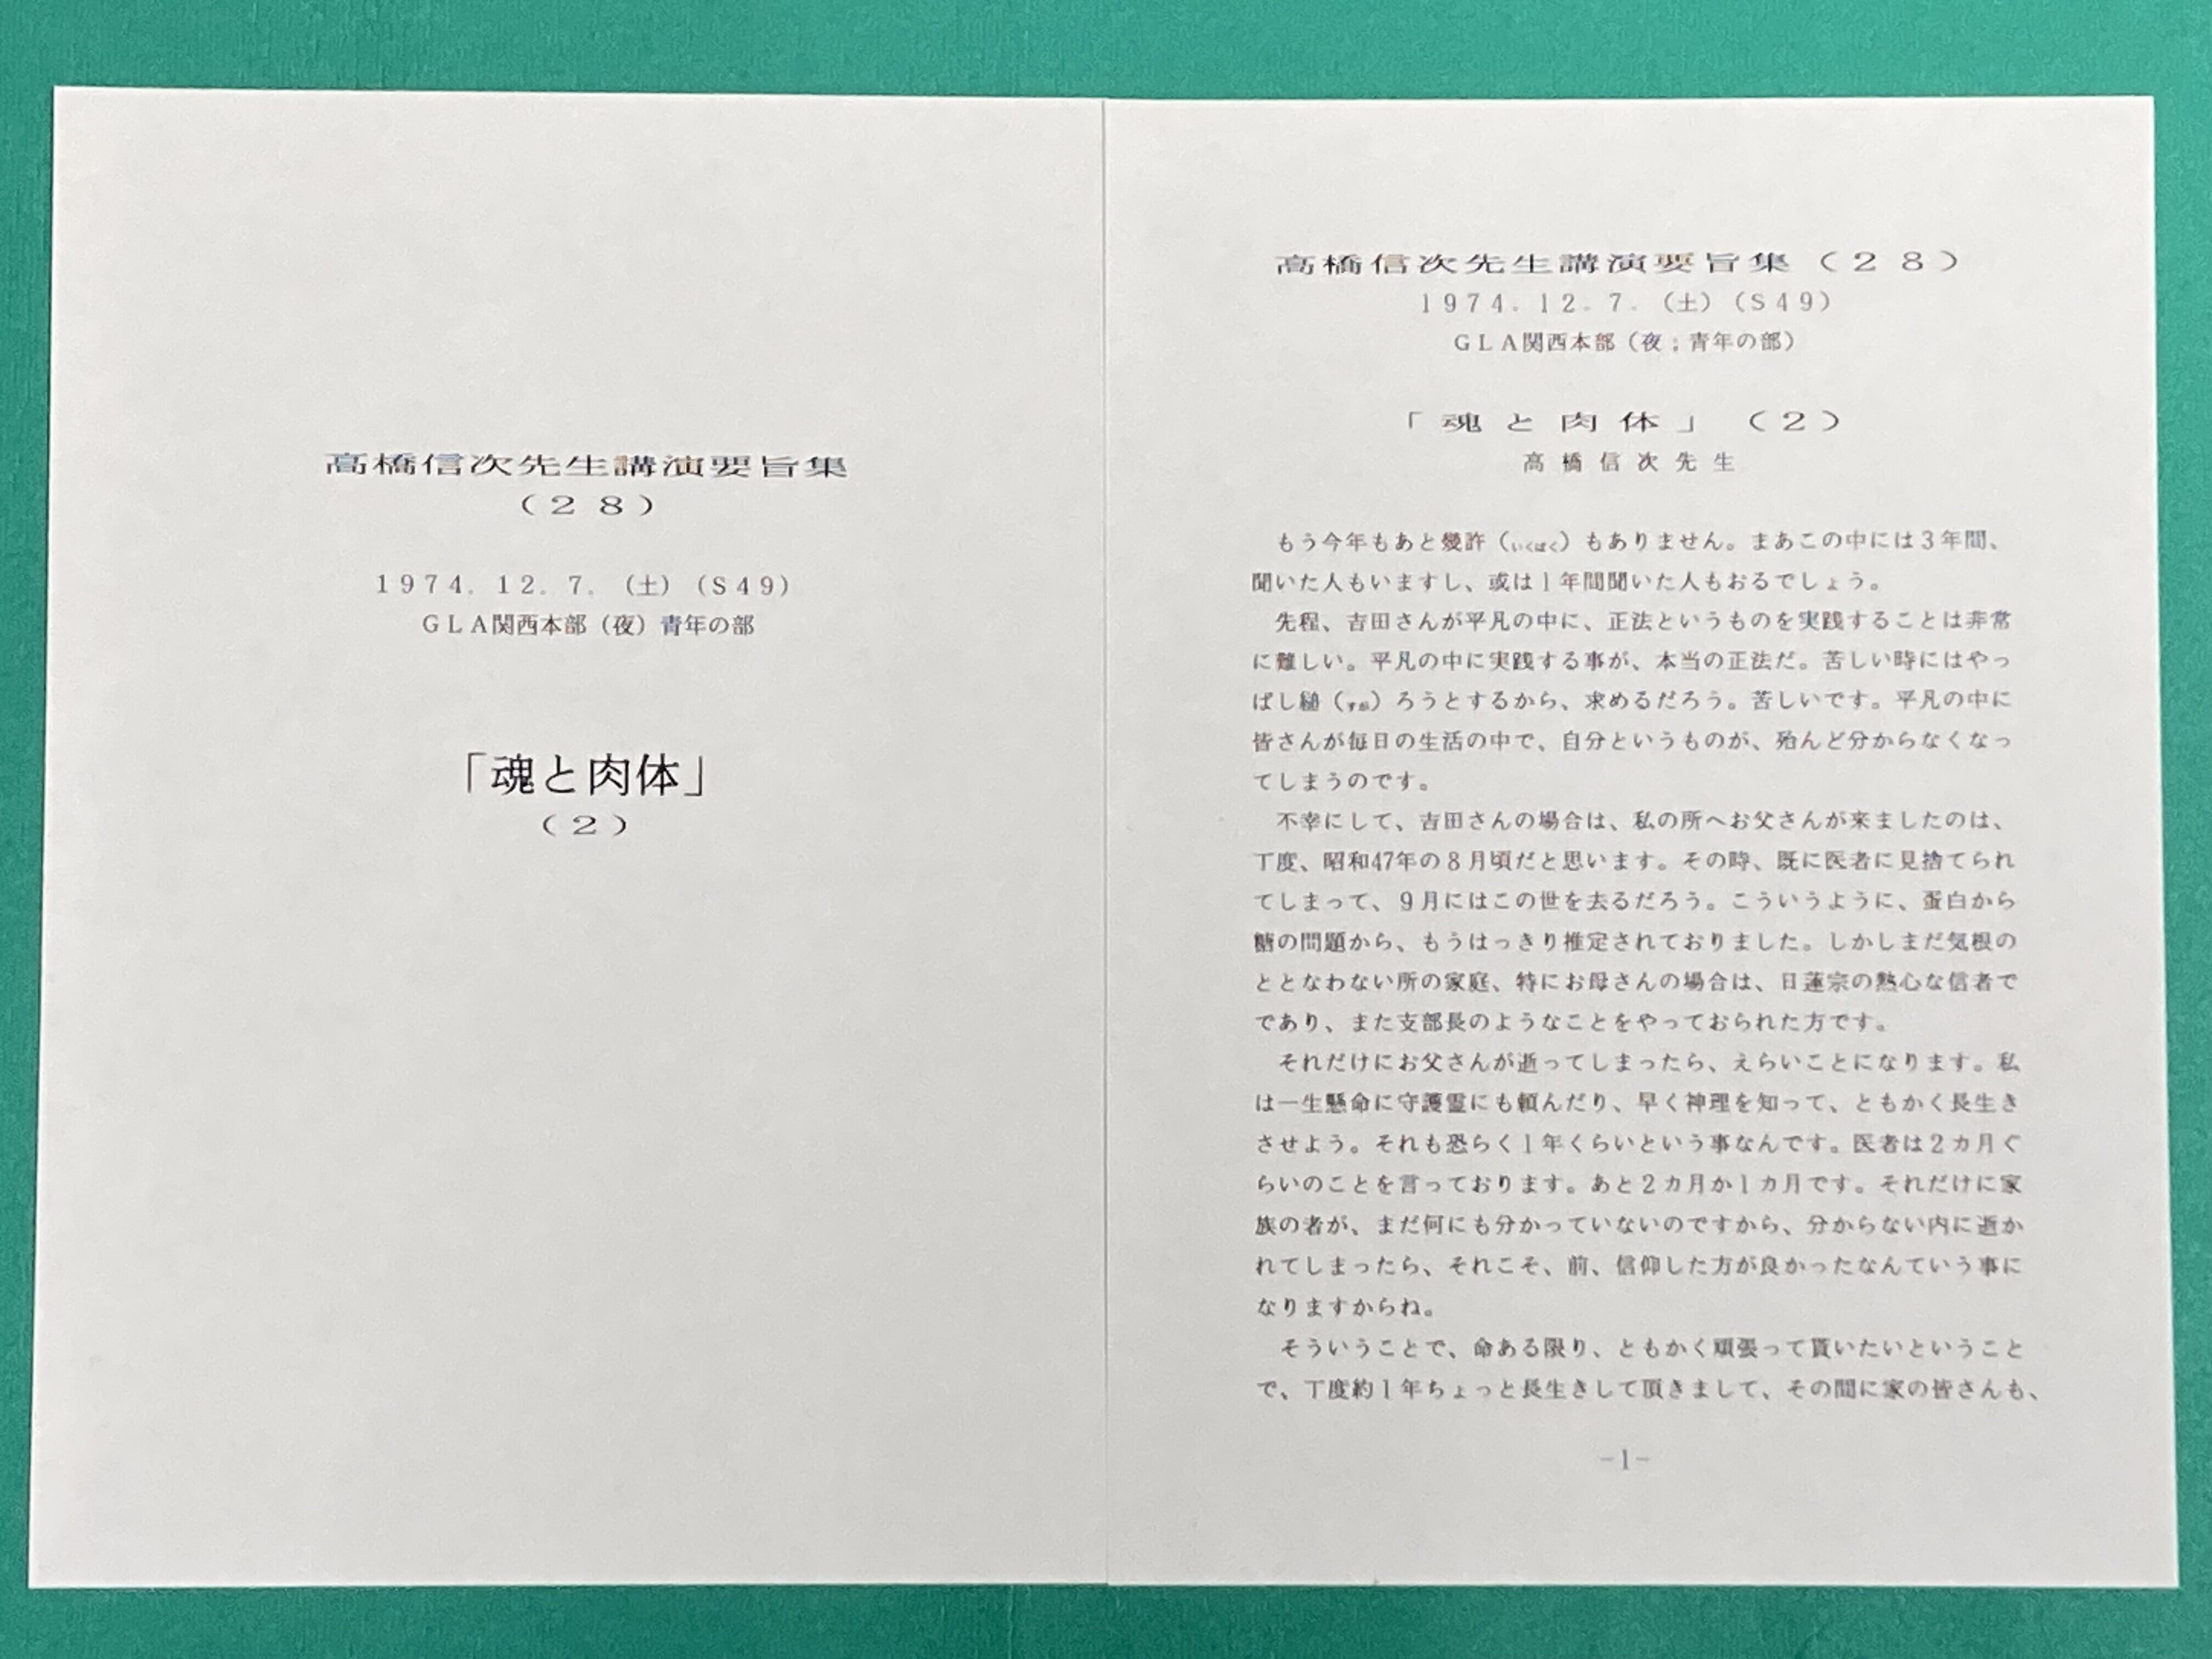 高橋信次先生講演要旨集
（２８）
１９７４．１２．７．（土）（Ｓ４９）
ＧＬＡ関西本部（夜）青年の部
「魂と肉体」
（２）
高橋信次先生講演要旨集（２８）
１９７４．１２．７．（土）（Ｓ４９）
ＧＬＡ関西本部（夜；青年の部）
「魂と肉体」（２）
高橋信次先生
もう今年もあと幾許（いくばく）もありません。まあこの中には３年間、
聞いた人もいますし、或は１年間聞いた人もおるでしょう。
先程、吉田さんが平凡の中に、正法というものを実践することは非常
に難しい。平凡の中に実践する事が、本当の正法だ。苦しい時にはやっ
ぱし縋（すが）ろうとするから、求めるだろう。苦しいです。平凡の中に
皆さんが毎日の生活の中で、自分というものが、殆んど分からなくなっ
てしまうのです。
不幸にして、吉田さんの場合は、私の所へお父さんが来ましたのは、
丁度、昭和47年の８月頃だと思います。その時、既に医者に見捨てられ
てしまって、９月にはこの世を去るだろう。こういうように、蛋白から
糖の問題から、もうはっきり推定されておりました。しかしまだ気根の
ととなわない所の家庭、特にお母さんの場合は、日蓮宗の熱心な信者で
であり、また支部長のようなことをやっておられた方です。
それだけにお父さんが逝ってしまったら、えらいことになります。私
は一生懸命に守護霊にも頼んだり、早く神理を知って、ともかく長生き
させよう。それも恐らく１年くらいという事なんです。医者は２カ月ぐ
らいのことを言っております。あと２カ月か１カ月です。それだけに家
族の者が、まだ何にも分かっていないのですから、分からない内に逝か
れてしまったら、それこそ、前、信仰した方が良かったなんていう事に
なりますからね。
そういうことで、命ある限り、ともかく頑張って貰いたいということ
で、丁度約１年ちょっと長生きして頂きまして、その間に家の皆さんも、
－１－